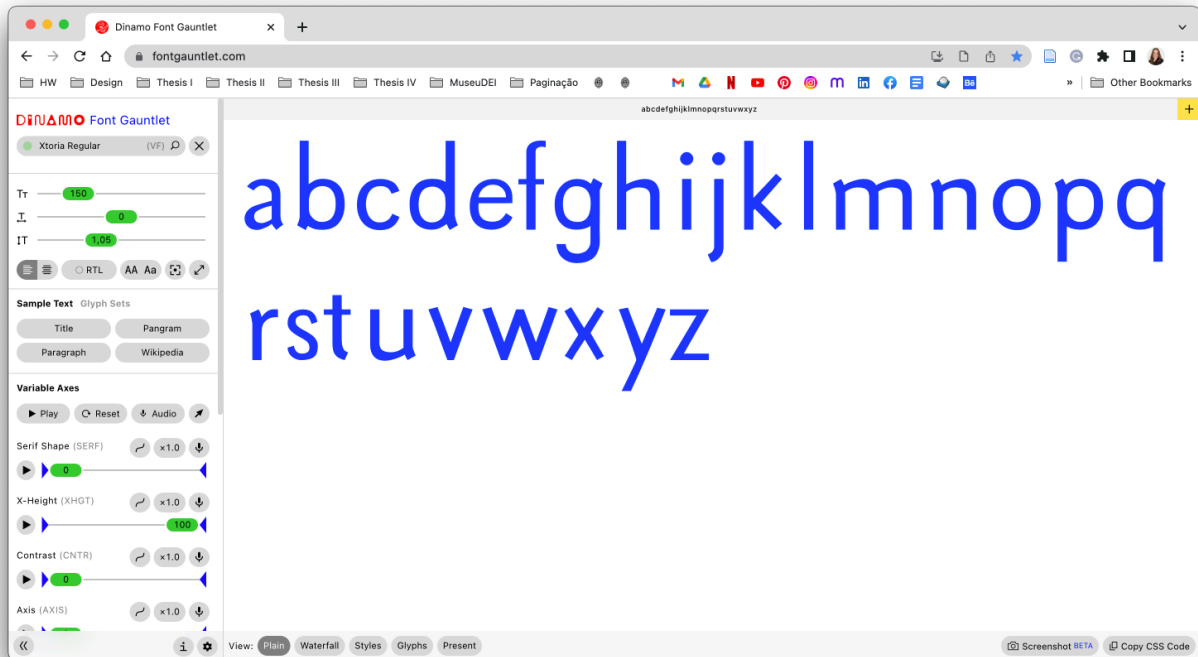 Dinamo Font Gauntlet
fontgauntlet.com
HW Design Thesis I Thesis II Thesis III Thesis IV MuseuDEI Paginação » Other Bookmarks
DINAMO Font Gauntlet
abcdefghijklmnopqrstuvwxyz
Xtoria Regular (VF)
150
0
1,05
RTL AA Aa
Sample Text Glyph Sets
Title Pangram
Paragraph Wikipedia
Variable Axes
Play Reset Audio
Serif Shape (SERF) ×1.0
0
X-Height (XHGT) ×1.0
100
Contrast (CNTR) ×1.0
0
Axis (AXIS) ×1.0
abcdefghijklmnopq
rstuvwxyz
View: Plain Waterfall Styles Glyphs Present Screenshot BETA Copy CSS Code